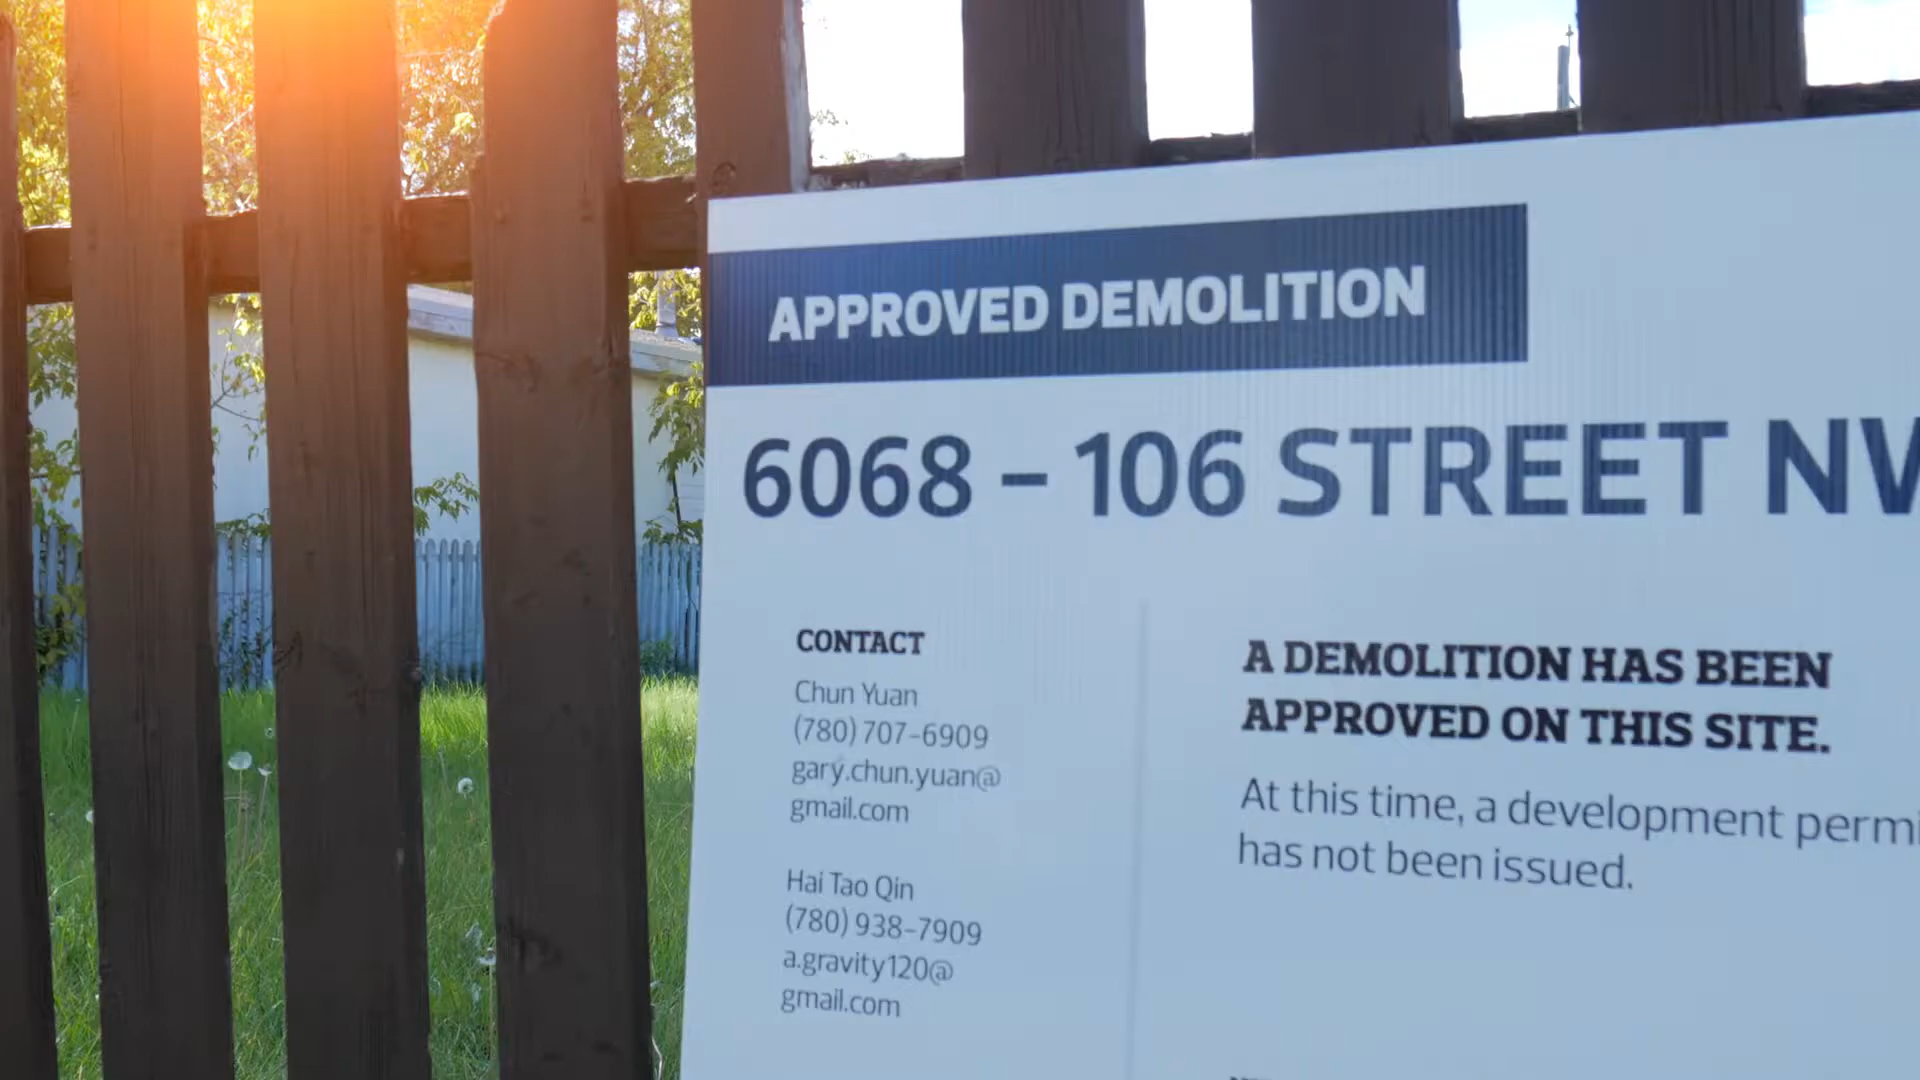 APPROVED DEMOLITION
6068 – 106 STREET NW
CONTACT
Chun Yuan
(780) 707-6909
gary.chun.yuan@
gmail.com
Hai Tao Qin
(780) 938-7909
a.gravity120@
gmail.com
A DEMOLITION HAS BEEN
APPROVED ON THIS SITE.
At this time, a development permi
has not been issued.